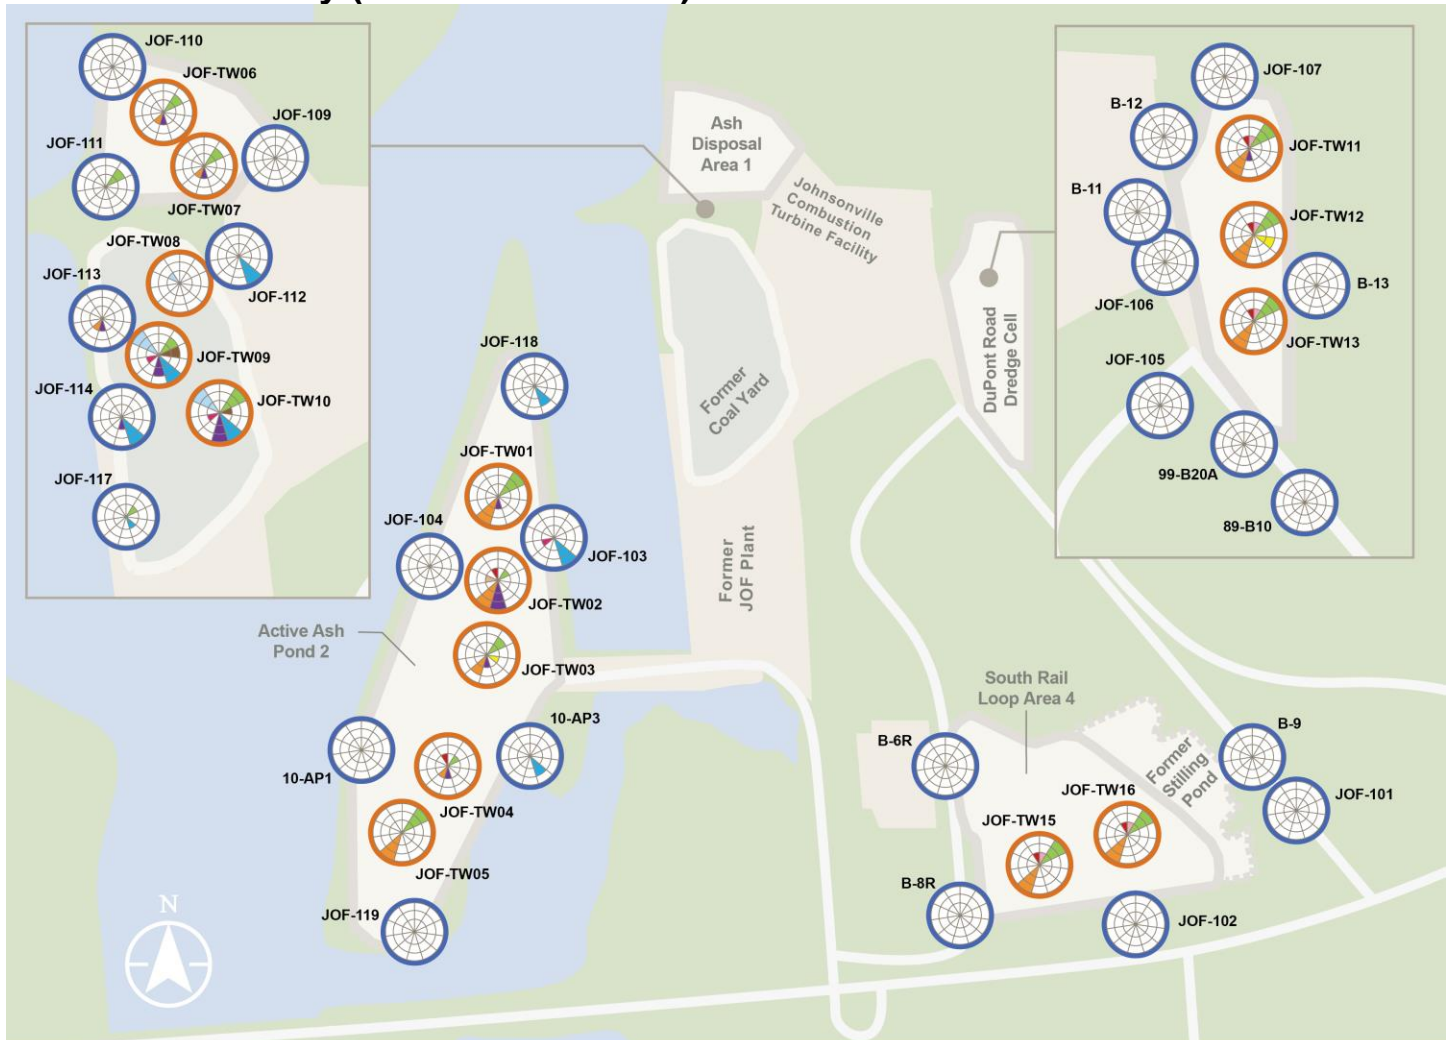 JOF-110
JOF-TW06
JOF-109
JOF-111
JOF-TW07
JOF-TW08
JOF-113
JOF-112
JOF-TW09
JOF-114
JOF-TW10
JOF-117
Ash
Disposal
Area 1
Johnsonville
Combustion
Turbine Facility
Former
Coal Yard
DuPont Road
Dredge Cell
Former
JOF Plant
JOF-107
B-12
JOF-TW11
B-11
JOF-TW12
B-13
JOF-106
JOF-TW13
JOF-105
99-B20A
89-B10
JOF-118
JOF-TW01
JOF-104
JOF-103
JOF-TW02
Active Ash
Pond 2
JOF-TW03
10-AP3
10-AP1
JOF-TW04
JOF-TW05
JOF-119
South Rail
Loop Area 4
B-6R
Former
Stilling
Pond
B-9
JOF-TW16
JOF-101
JOF-TW15
B-8R
JOF-102
N